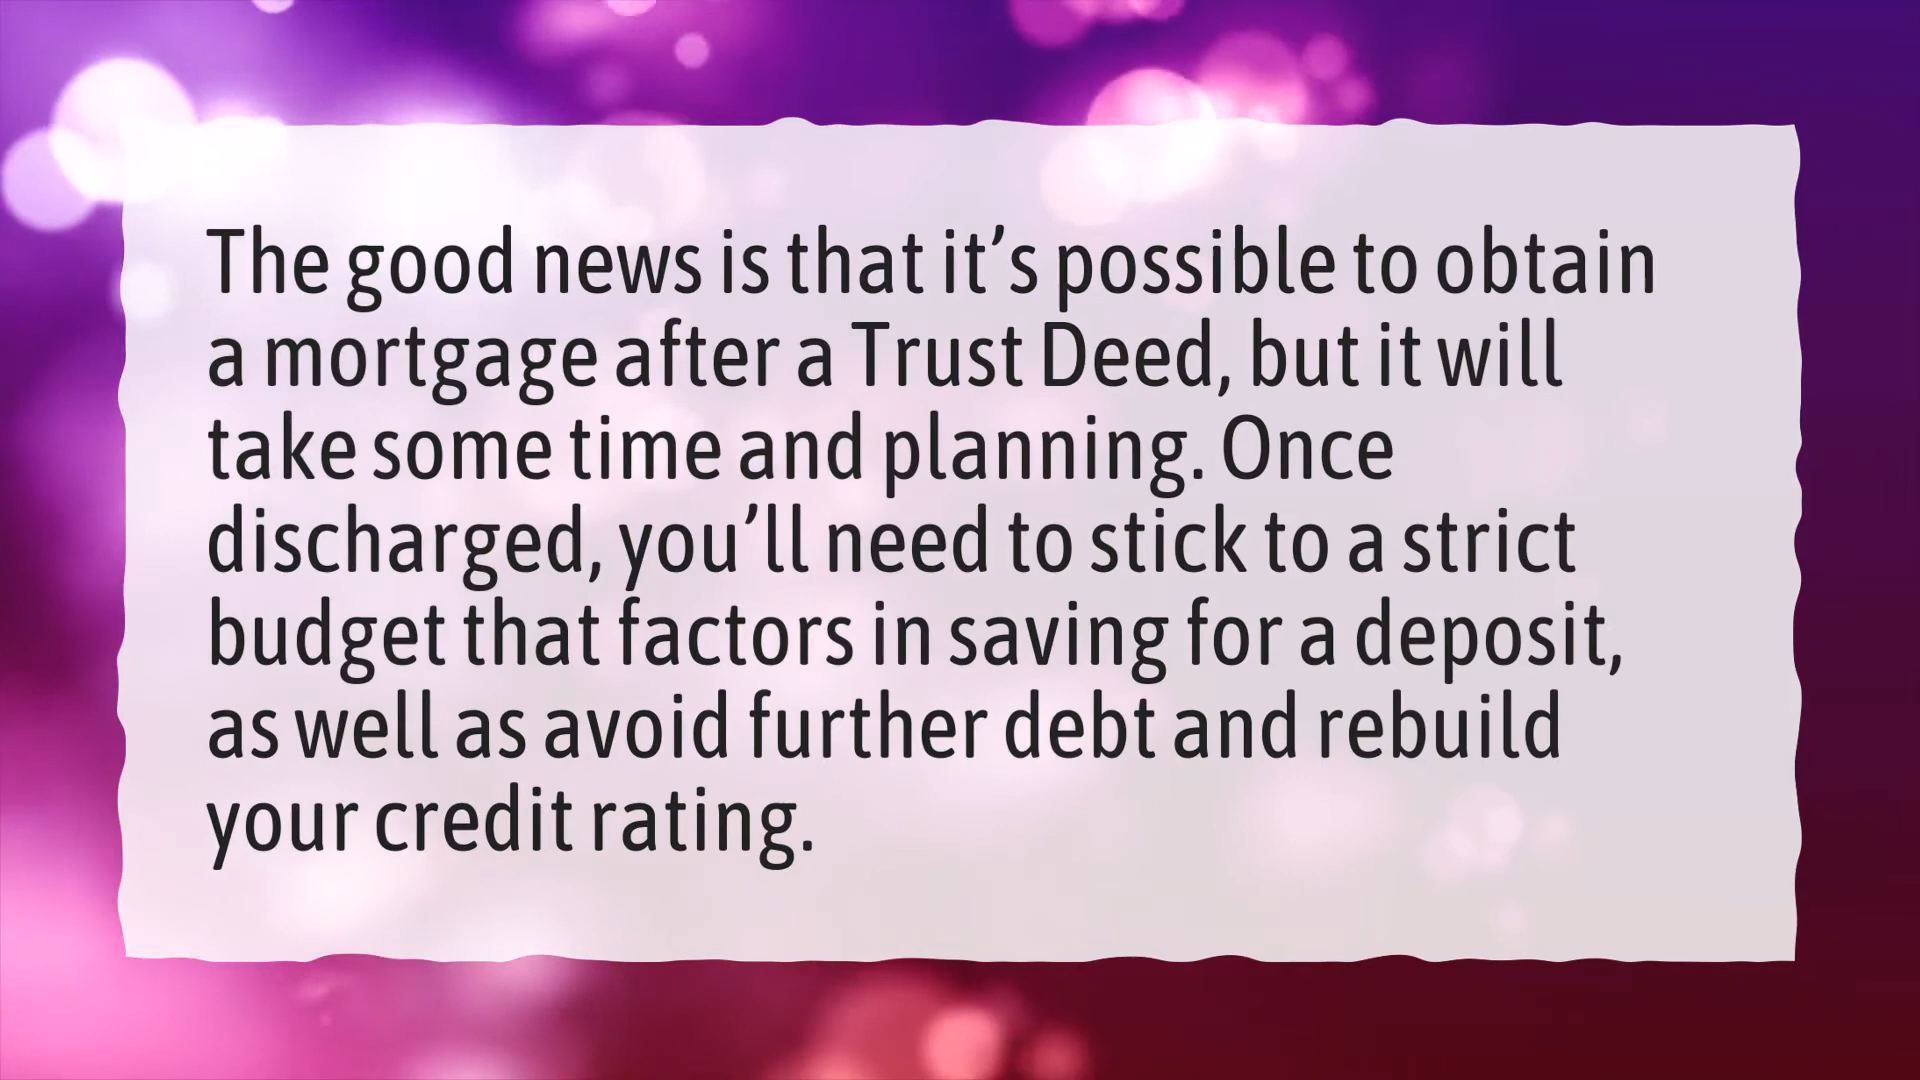 The good news is that it’s possible to obtain
a mortgage after a Trust Deed, but it will
take some time and planning. Once
discharged, you’ll need to stick to a strict
budget that factors in saving for a deposit,
as well as avoid further debt and rebuild
your credit rating.